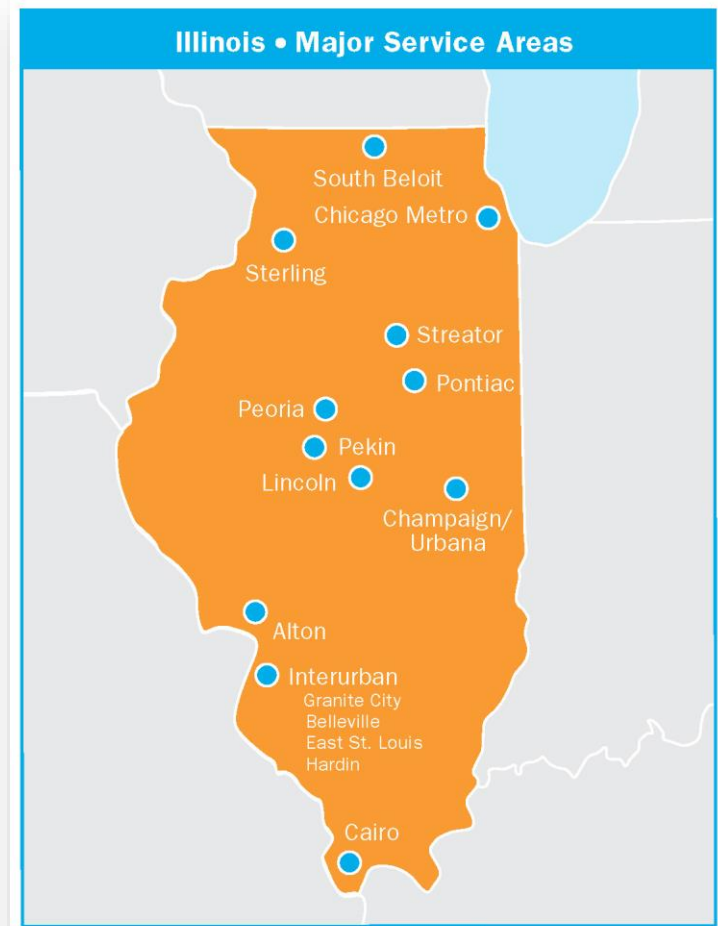 Illinois • Major Service Areas
South Beloit
Chicago Metro
Sterling
Streator
Pontiac
Peoria
Pekin
Lincoln
Champaign/
Urbana
Alton
Interurban
Granite City
Belleville
East St. Louis
Hardin
Cairo